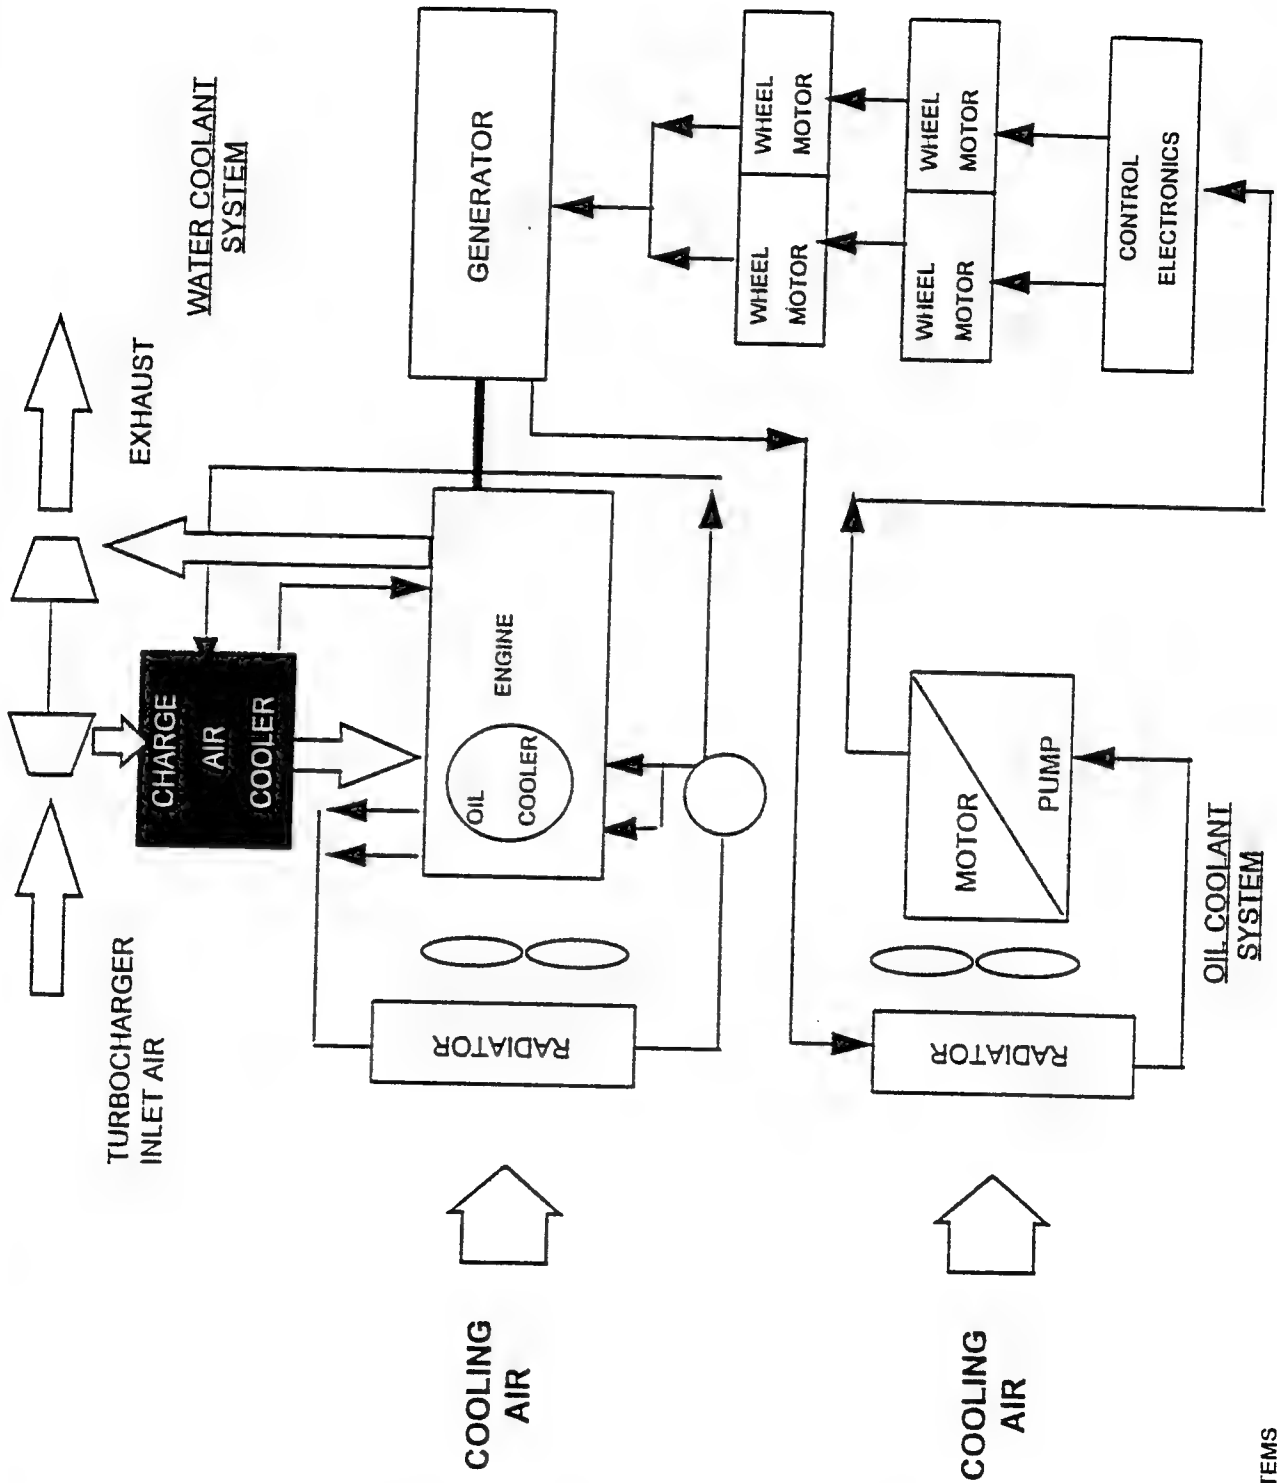 TURBOCHARGER
INLET AIR
EXHAUST
WATER COOLANT
SYSTEM
CHARGE
AIR
COOLER
COOLING
AIR
RADIATOR
OIL
COOLER
ENGINE
GENERATOR
WHEEL
MOTOR
WHEEL
MOTOR
WHEEL
MOTOR
WHEEL
MOTOR
CONTROL
ELECTRONICS
COOLING
AIR
RADIATOR
MOTOR
PUMP
OIL COOLANT
SYSTEM